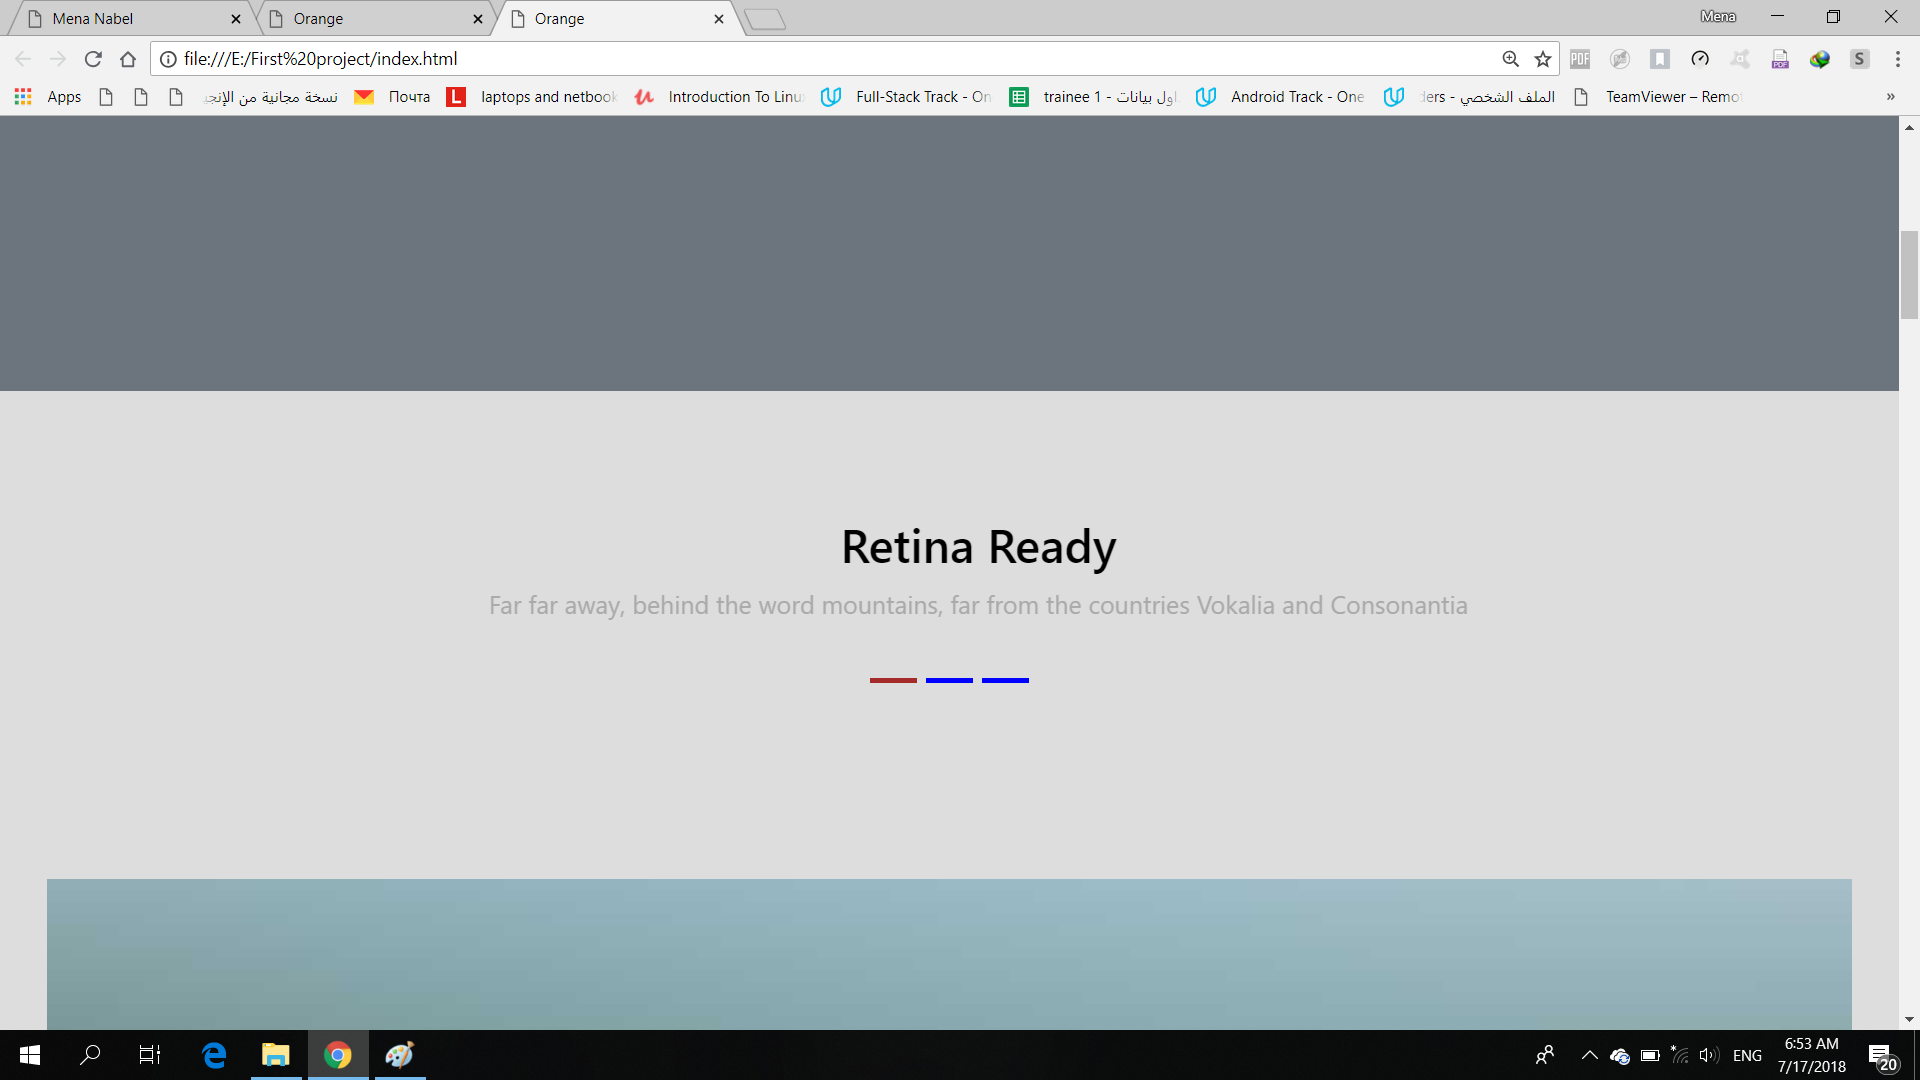 Mena Nabel
Orange
Orange
Mena
file:///E:/First%20project/index.html
PDF
PDF
S
Apps
نسخة مجانية من الإنج
Почта
L
laptops and netbook
Introduction To Linu
Full-Stack Track - On
trainee 1 - اول بيانات
Android Track - One
الملف الشخصي - ders
TeamViewer – Remo
»
Retina Ready
Far far away, behind the word mountains, far from the countries Vokalia and Consonantia
ENG
6:53 AM
7/17/2018
20